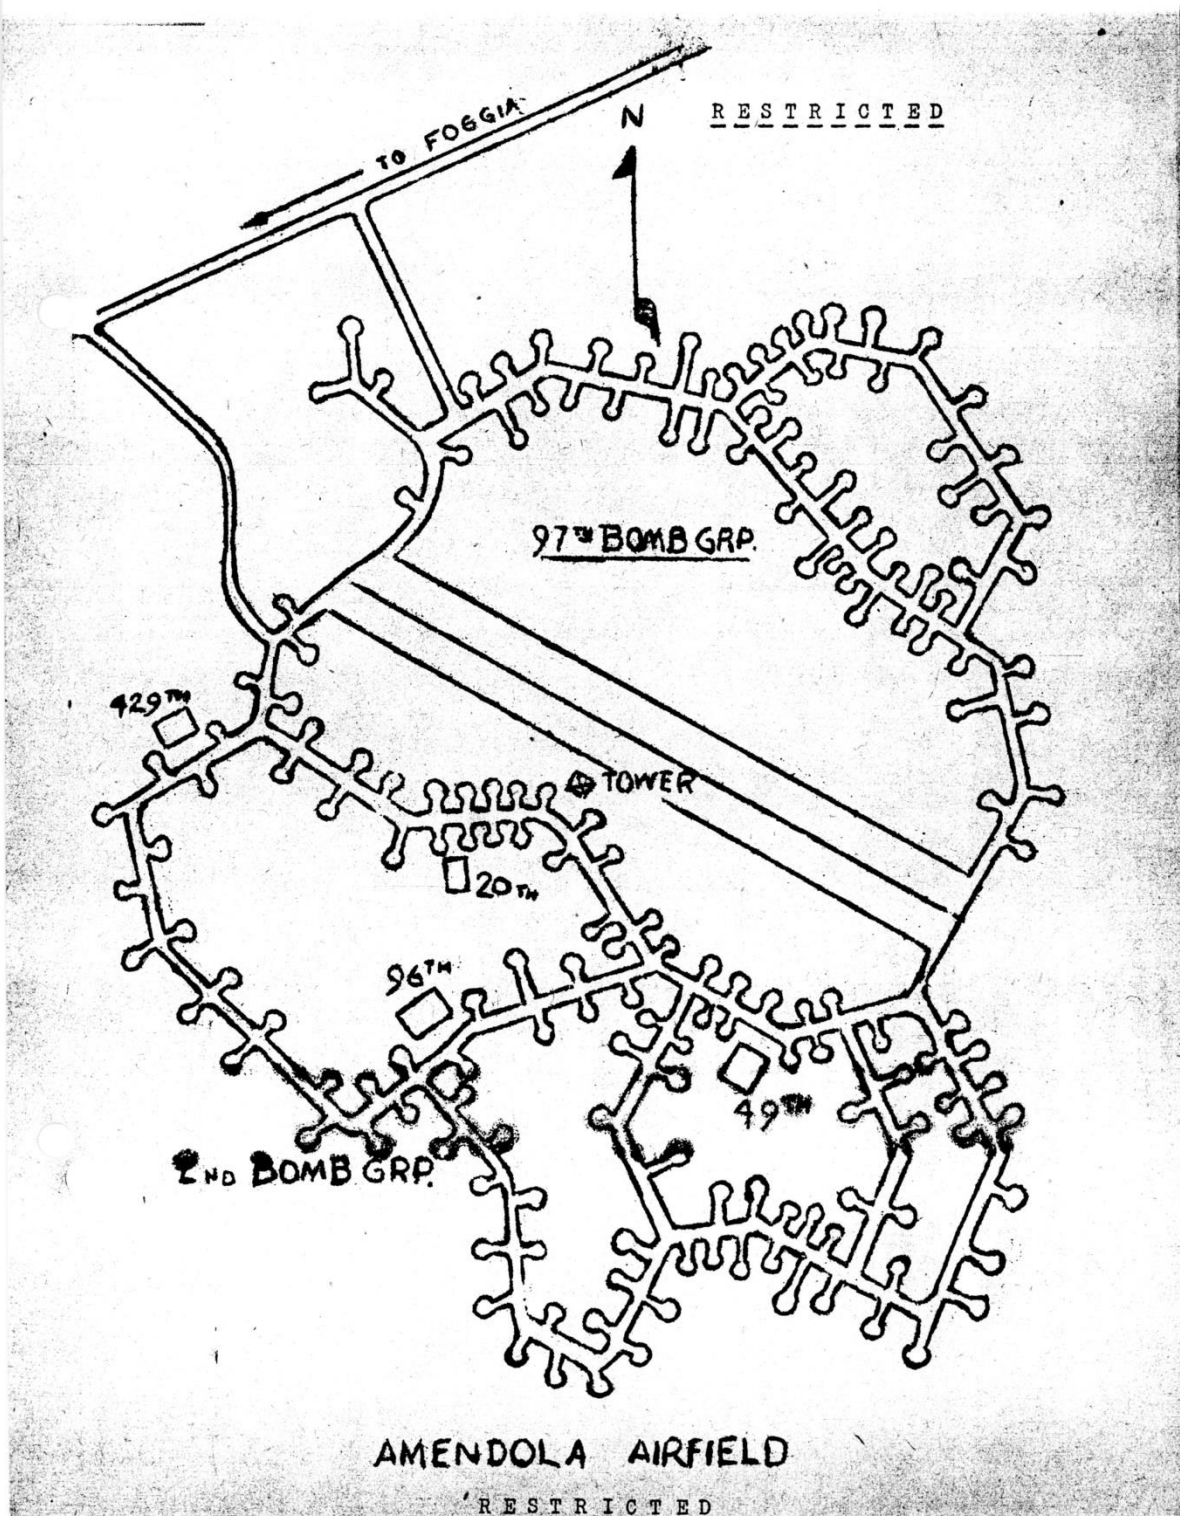 TO FOGGIA
N
RESTRICTED
97TH BOMB GRP.
429TH
TOWER
20TH
96TH
49TH
2ND BOMB GRP.
AMENDOLA AIRFIELD
RESTRICTED